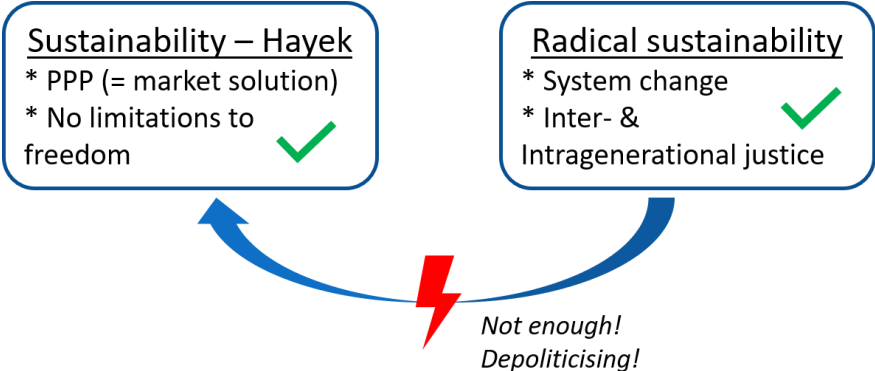 Sustainability – Hayek
* PPP (= market solution)
* No limitations to
freedom
Radical sustainability
* System change
* Inter- &
Intragenerational justice
Not enough!
Depoliticising!